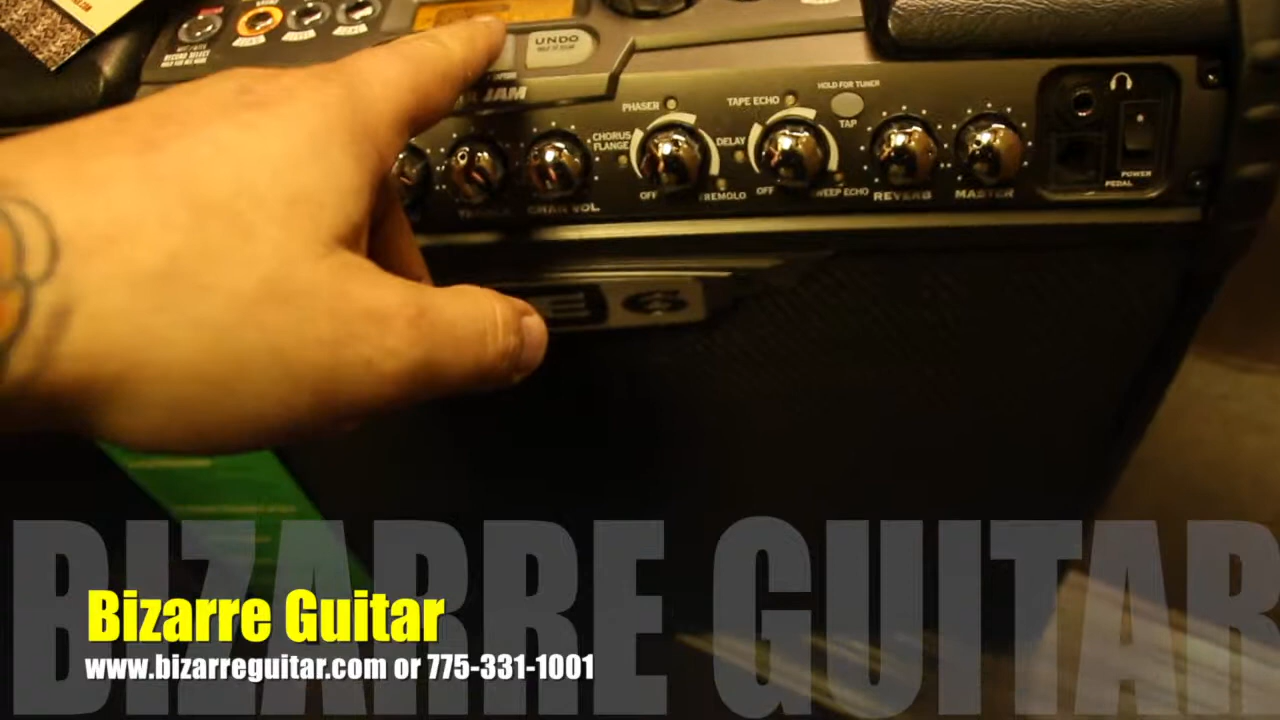 UNDO
JAM
HOLD FOR TUNER
PHASER
TAPE ECHO
TAP
CHORUS
FLANGE
DELAY
OFF
TREMOLO
OFF
SWEEP ECHO
REVERB
MASTER
POWER
PEDAL
CHAN VOL
E 6
BIZARRE GUITAR
Bizarre Guitar
www.bizarreguitar.com or 775-331-1001